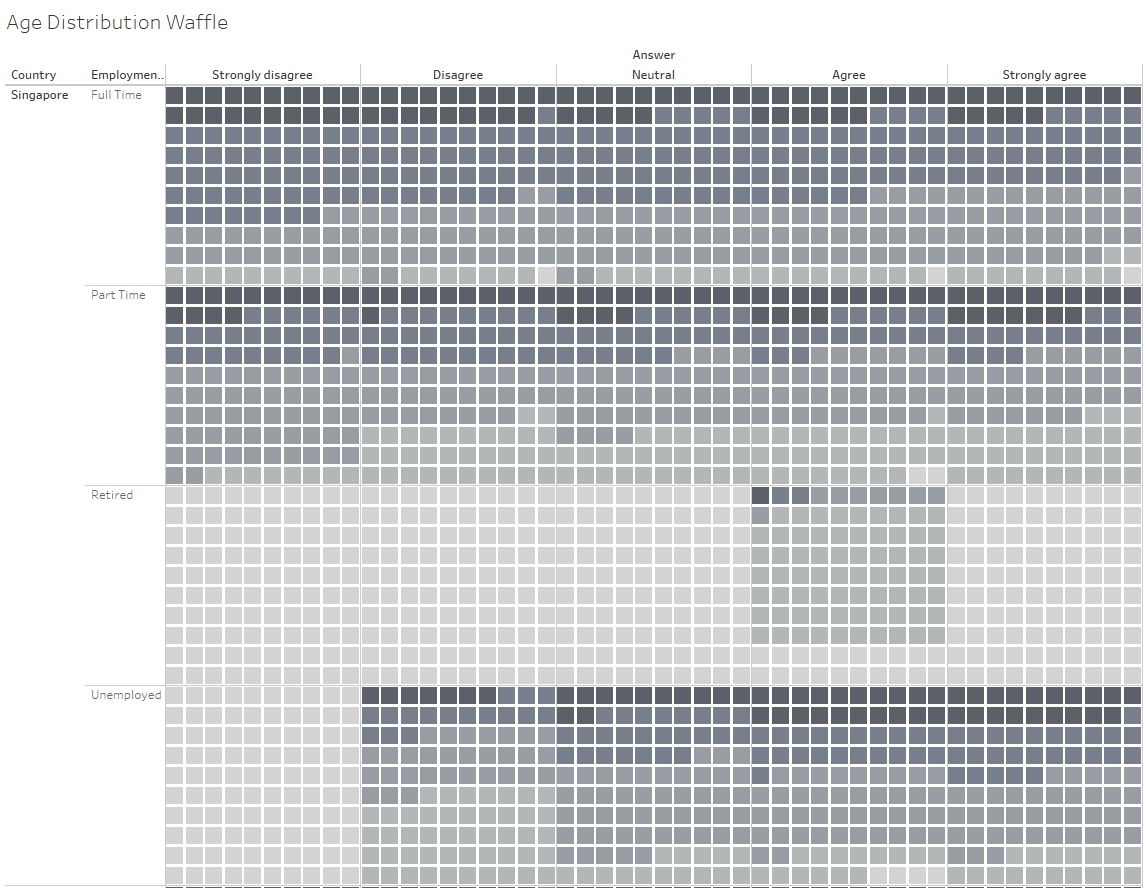 Age Distribution Waffle
Answer
Country Employmen.. Strongly disagree Disagree Neutral Agree Strongly agree
Singapore Full Time
Part Time
Retired
Unemployed